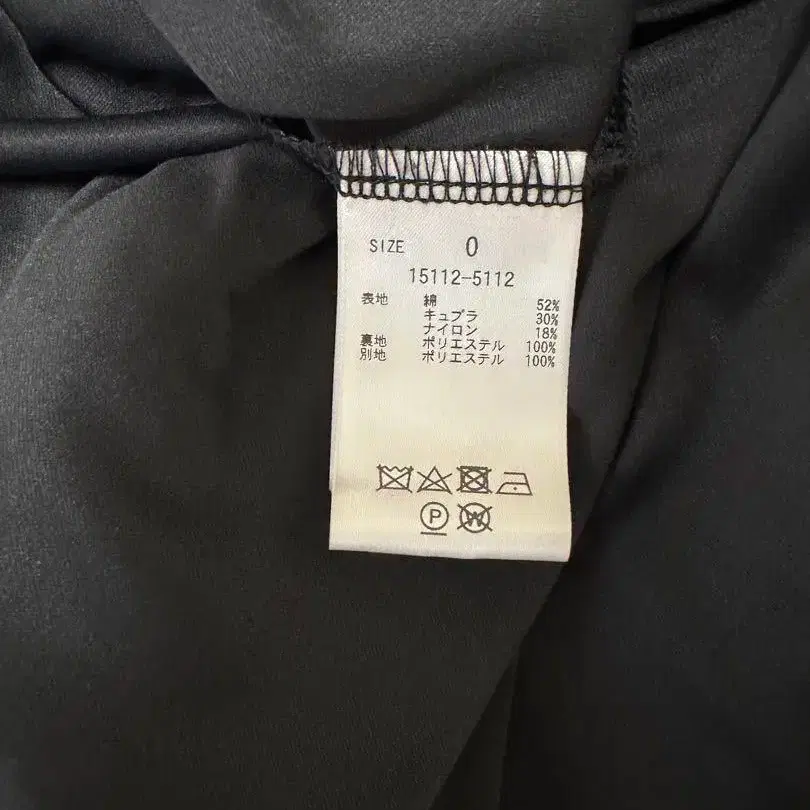 SIZE 0
15112-5112
表地 綿 52%
キュプラ 30%
ナイロン 18%
裏地 ポリエステル 100%
別地 ポリエステル 100%
P W